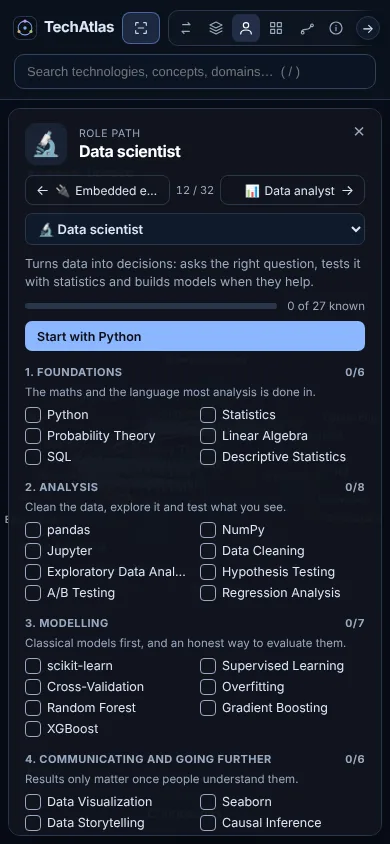 TechAtlas
Search technologies, concepts, domains… ( / )
ROLE PATH
Data scientist
← Embedded e… 12 / 32 Data analyst →
Data scientist
Turns data into decisions: asks the right question, tests it
with statistics and builds models when they help.
0 of 27 known
Start with Python
1. FOUNDATIONS 0/6
The maths and the language most analysis is done in.
Python Statistics
Probability Theory Linear Algebra
SQL Descriptive Statistics
2. ANALYSIS 0/8
Clean the data, explore it and test what you see.
pandas NumPy
Jupyter Data Cleaning
Exploratory Data Anal… Hypothesis Testing
A/B Testing Regression Analysis
3. MODELLING 0/7
Classical models first, and an honest way to evaluate them.
scikit-learn Supervised Learning
Cross-Validation Overfitting
Random Forest Gradient Boosting
XGBoost
4. COMMUNICATING AND GOING FURTHER 0/6
Results only matter once people understand them.
Data Visualization Seaborn
Data Storytelling Causal Inference